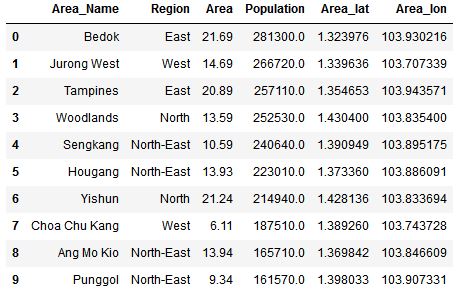 Area_Name Region Area Population Area_lat Area_lon
0 Bedok East 21.69 281300.0 1.323976 103.930216
1 Jurong West West 14.69 266720.0 1.339636 103.707339
2 Tampines East 20.89 257110.0 1.354653 103.943571
3 Woodlands North 13.59 252530.0 1.430400 103.835400
4 Sengkang North-East 10.59 240640.0 1.390949 103.895175
5 Hougang North-East 13.93 223010.0 1.373360 103.886091
6 Yishun North 21.24 214940.0 1.428136 103.833694
7 Choa Chu Kang West 6.11 187510.0 1.389260 103.743728
8 Ang Mo Kio North-East 13.94 165710.0 1.369842 103.846609
9 Punggol North-East 9.34 161570.0 1.398033 103.907331